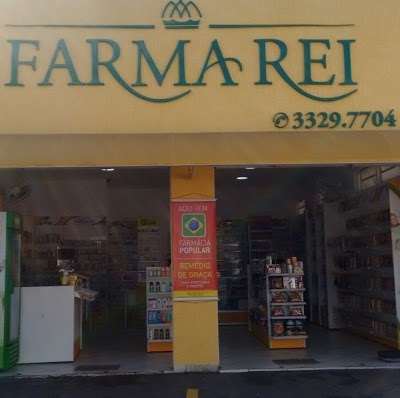 FARMA REI
✆ 3329.7704
AQUI TEM
FARMÁCIA
POPULAR
REMÉDIO
DE GRAÇA